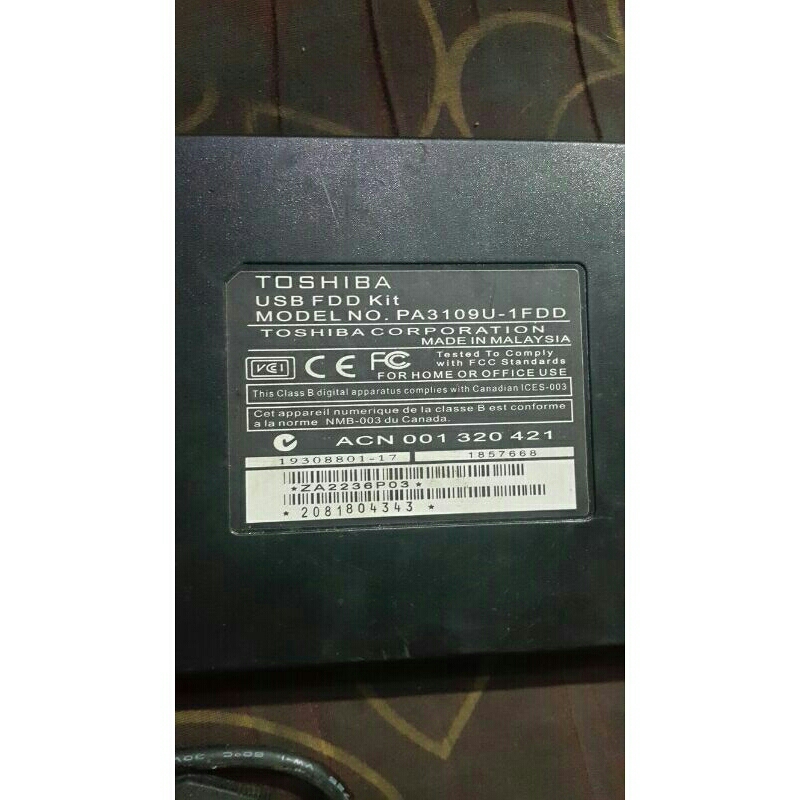 TOSHIBA
USB FDD Kit
MODEL NO. PA3109U-1FDD
TOSHIBA CORPORATION
MADE IN MALAYSIA
VCI CE FC Tested To Comply
with FCC Standards
FOR HOME OR OFFICE USE
This Class B digital apparatus complies with Canadian ICES-003
Cet appareil numerique de la classe B est conforme
a la norme NMB-003 du Canada.
ACN 001 320 421
19308801-17 1857668
*ZA2236P03*
* 2081804343 *